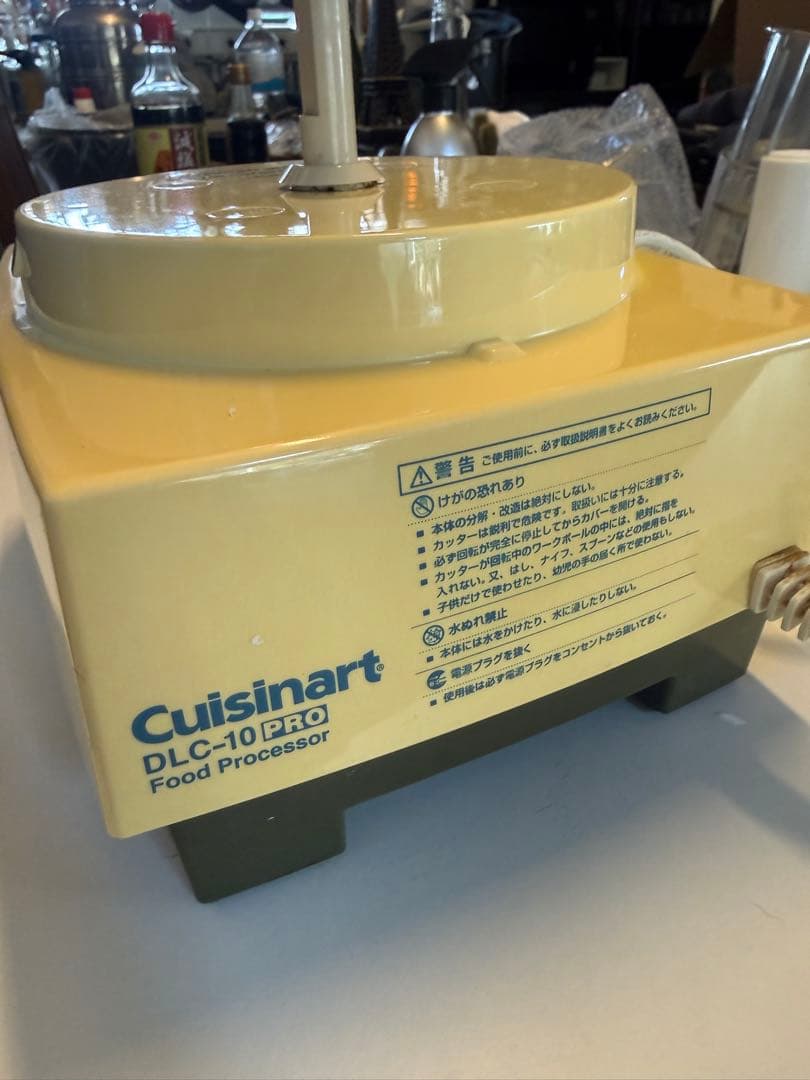 減塩
警告 ご使用前に、必ず取扱説明書をよくお読みください。
けがの恐れあり
■ 本体の分解・改造は絶対にしない。
■ カッターは鋭利で危険です。取扱いには十分に注意する。
■ 必ず回転が完全に停止してからカバーを開ける。
■ カッターが回転中のワークボールの中には、絶対に指を
入れない。又、はし、ナイフ、スプーンなどの使用もしない。
■ 子供だけで使わせたり、幼児の手の届く所で使わない。
水ぬれ禁止
■ 本体には水をかけたり、水に浸したりしない。
電源プラグを抜く
■ 使用後は必ず電源プラグをコンセントから抜いておく。
Cuisinart®
DLC-10 PRO
Food Processor